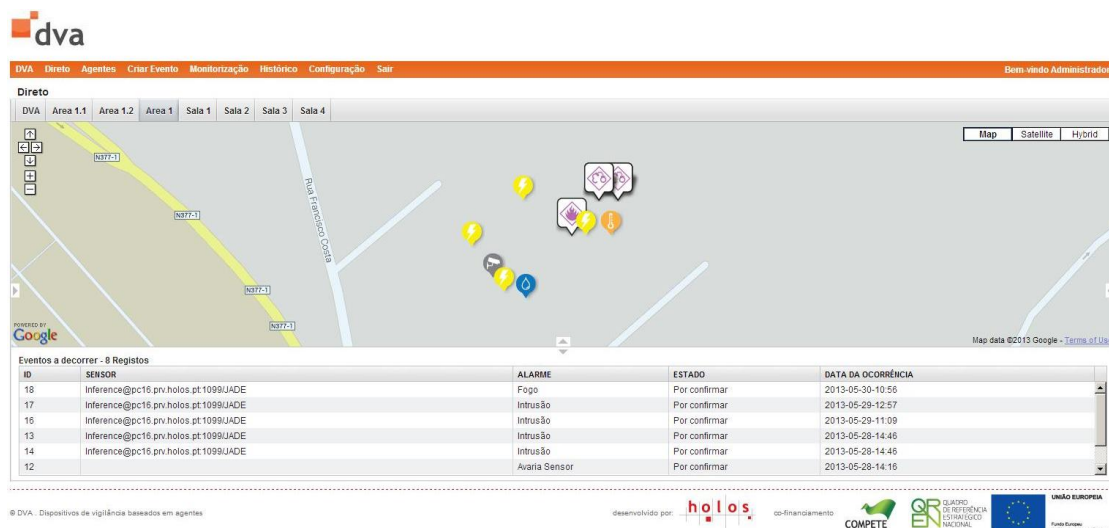 dva
DVA Direto Agentes Criar Evento Monitorização Histórico Configuração Sair Bem-vindo Administrador
Direto
DVA Area 1.1 Area 1.2 Area 1 Sala 1 Sala 2 Sala 3 Sala 4
Map Satellite Hybrid
N377-1
Rua Francisco Costa
N377-1
N377-1
N377-1
POWERED BY
Google
Map data ©2013 Google - Terms of Us
Eventos a decorrer - 8 Registos
ID SENSOR ALARME ESTADO DATA DA OCORRÊNCIA
18 Inference@pc16.prv.holos.pt:1099/JADE Fogo Por confirmar 2013-05-30-10:56
17 Inference@pc16.prv.holos.pt:1099/JADE Intrusão Por confirmar 2013-05-29-12:57
16 Inference@pc16.prv.holos.pt:1099/JADE Intrusão Por confirmar 2013-05-29-11:09
13 Inference@pc16.prv.holos.pt:1099/JADE Intrusão Por confirmar 2013-05-28-14:46
14 Inference@pc16.prv.holos.pt:1099/JADE Intrusão Por confirmar 2013-05-28-14:46
12 Avaria Sensor Por confirmar 2013-05-28-14:16
© DVA . Dispositivos de vigilância baseados em agentes
desenvolvido por: holos
co-financiamento
COMPETE
QREN QUADRO
DE REFERÊNCIA
ESTRATÉGICO
NACIONAL
UNIÃO EUROPEIA
Fundo Europeu